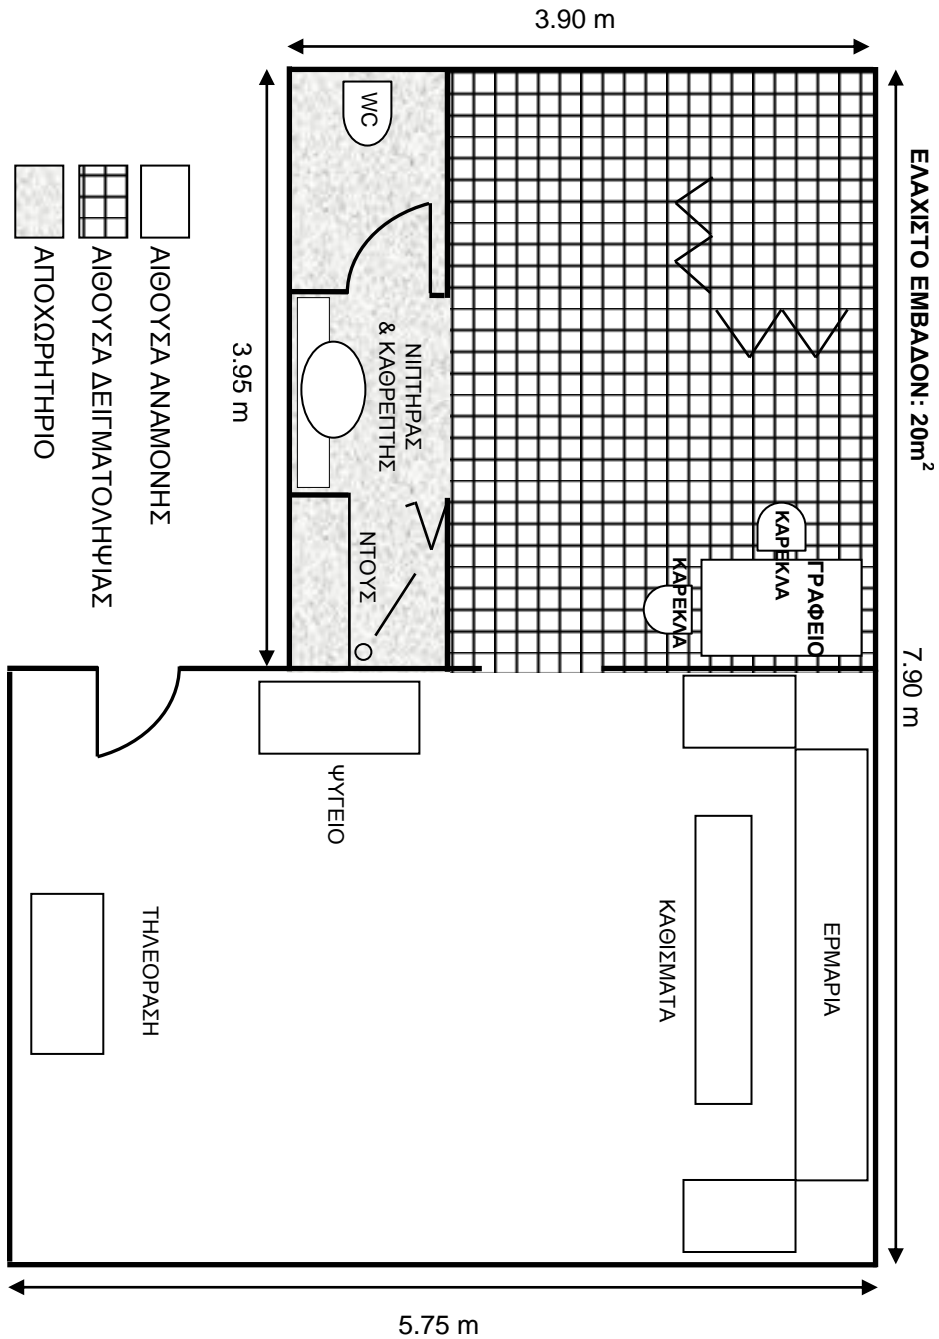 3.90 m
ΕΛΑΧΙΣΤΟ ΕΜΒΑΔΟΝ: 20m²
7.90 m
WC
ΝΙΠΤΗΡΑΣ
& ΚΑΘΡΕΠΤΗΣ
ΝΤΟΥΣ
ΚΑΡΕΚΛΑ
ΓΡΑΦΕΙΟ
ΚΑΡΕΚΛΑ
3.95 m
ΑΙΘΟΥΣΑ ΑΝΑΜΟΝΗΣ
ΑΙΘΟΥΣΑ ΔΕΙΓΜΑΤΟΛΗΨΙΑΣ
ΑΠΟΧΩΡΗΤΗΡΙΟ
ΨΥΓΕΙΟ
ΕΡΜΑΡΙΑ
ΚΑΘΙΣΜΑΤΑ
ΤΗΛΕΟΡΑΣΗ
5.75 m